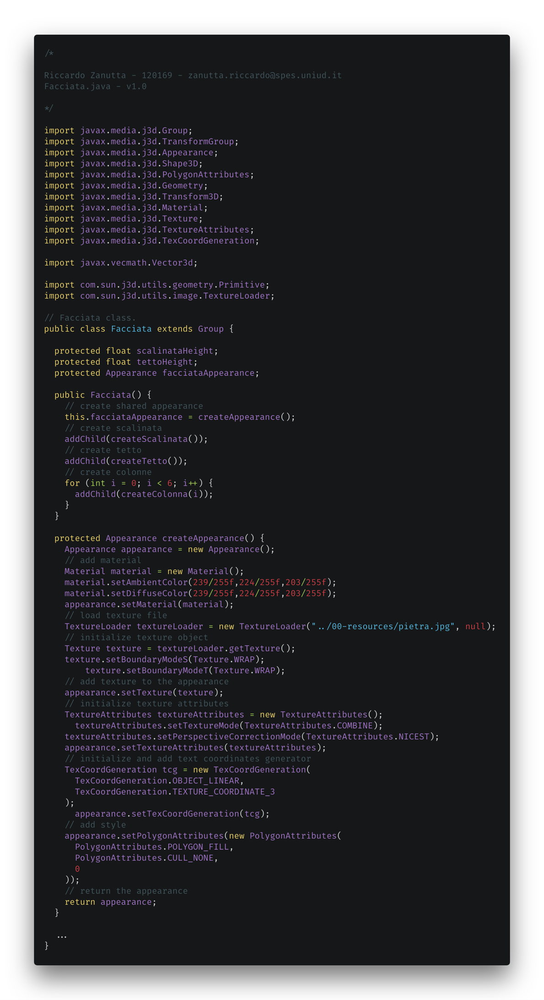 /*
Riccardo Zanutta - 120169 - zanutta.riccardo@spes.uniud.it
Facciata.java - v1.0
*/
import javax.media.j3d.Group;
import javax.media.j3d.TransformGroup;
import javax.media.j3d.Appearance;
import javax.media.j3d.Shape3D;
import javax.media.j3d.PolygonAttributes;
import javax.media.j3d.Geometry;
import javax.media.j3d.Transform3D;
import javax.media.j3d.Material;
import javax.media.j3d.Texture;
import javax.media.j3d.TextureAttributes;
import javax.media.j3d.TexCoordGeneration;
import javax.vecmath.Vector3d;
import com.sun.j3d.utils.geometry.Primitive;
import com.sun.j3d.utils.image.TextureLoader;
// Facciata class.
public class Facciata extends Group {
  protected float scalinataHeight;
  protected float tettoHeight;
  protected Appearance facciataAppearance;
  public Facciata() {
    // create shared appearance
    this.facciataAppearance = createAppearance();
    // create scalinata
    addChild(createScalinata());
    // create tetto
    addChild(createTetto());
    // create colonne
    for (int i = 0; i < 6; i++) {
      addChild(createColonna(i));
    }
  }
  protected Appearance createAppearance() {
    Appearance appearance = new Appearance();
    // add material
    Material material = new Material();
    material.setAmbientColor(239/255f,224/255f,203/255f);
    material.setDiffuseColor(239/255f,224/255f,203/255f);
    appearance.setMaterial(material);
    // load texture file
    TextureLoader textureLoader = new TextureLoader("../00-resources/pietra.jpg", null);
    // initialize texture object
    Texture texture = textureLoader.getTexture();
    texture.setBoundaryModeS(Texture.WRAP);
        texture.setBoundaryModeT(Texture.WRAP);
    // add texture to the appearance
    appearance.setTexture(texture);
    // initialize texture attributes
    TextureAttributes textureAttributes = new TextureAttributes();
      textureAttributes.setTextureMode(TextureAttributes.COMBINE);
    textureAttributes.setPerspectiveCorrectionMode(TextureAttributes.NICEST);
    appearance.setTextureAttributes(textureAttributes);
    // initialize and add text coordinates generator
    TexCoordGeneration tcg = new TexCoordGeneration(
      TexCoordGeneration.OBJECT_LINEAR,
      TexCoordGeneration.TEXTURE_COORDINATE_3
    );
      appearance.setTexCoordGeneration(tcg);
    // add style
    appearance.setPolygonAttributes(new PolygonAttributes(
      PolygonAttributes.POLYGON_FILL,
      PolygonAttributes.CULL_NONE,
      0
    ));
    // return the appearance
    return appearance;
  }
  ...
}